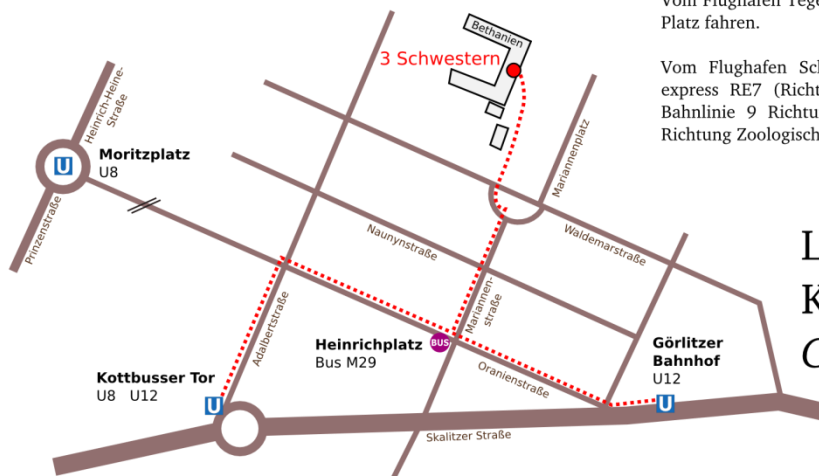 Vom Flughafen Tege
Platz fahren.
Vom Flughafen Sch
express RE7 (Richt
Bahnlinie 9 Richtu
Richtung Zoologisch
Bethanien
3 Schwestern
Heinrich-Heine-
Straße
U
Moritzplatz
U8
Prinzenstraße
Mariannenplatz
Naunynstraße
Waldemarstraße
Mariannen-
straße
Adalbertstraße
Heinrichplatz
Bus M29
BUS
Oranienstraße
Görlitzer
Bahnhof
U12
U
Kottbusser Tor
U8 U12
U
Skalitzer Straße
L
K